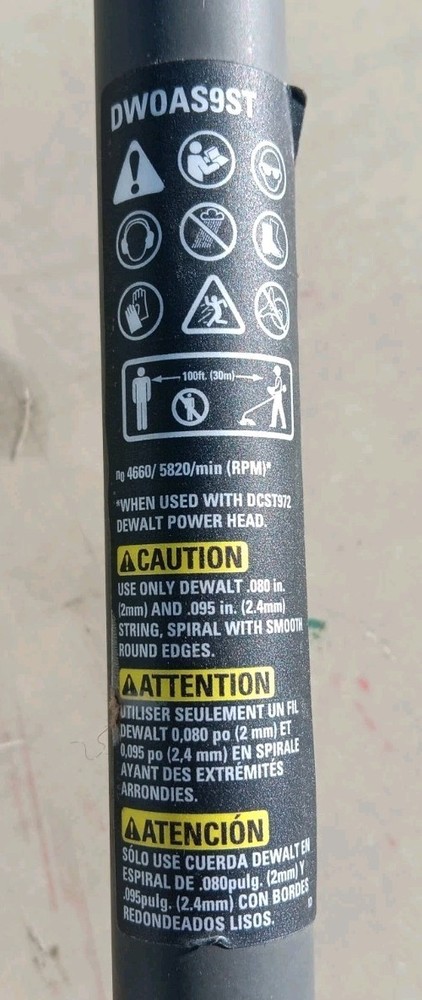 DWOAS9ST
100ft. (30m)
n0 4660/ 5820/min (RPM)*
*WHEN USED WITH DCST972
DEWALT POWER HEAD.
CAUTION
USE ONLY DEWALT .080 in.
(2mm) AND .095 in. (2.4mm)
STRING, SPIRAL WITH SMOOTH
ROUND EDGES.
ATTENTION
UTILISER SEULEMENT UN FIL
DEWALT 0,080 po (2 mm) ET
0,095 po (2,4 mm) EN SPIRALE
AYANT DES EXTRÉMITÉS
ARRONDIES.
ATENCIÓN
SÓLO USE CUERDA DEWALT EN
ESPIRAL DE .080pulg. (2mm) Y
.095pulg. (2.4mm) CON BORDES
REDONDEADOS LISOS.